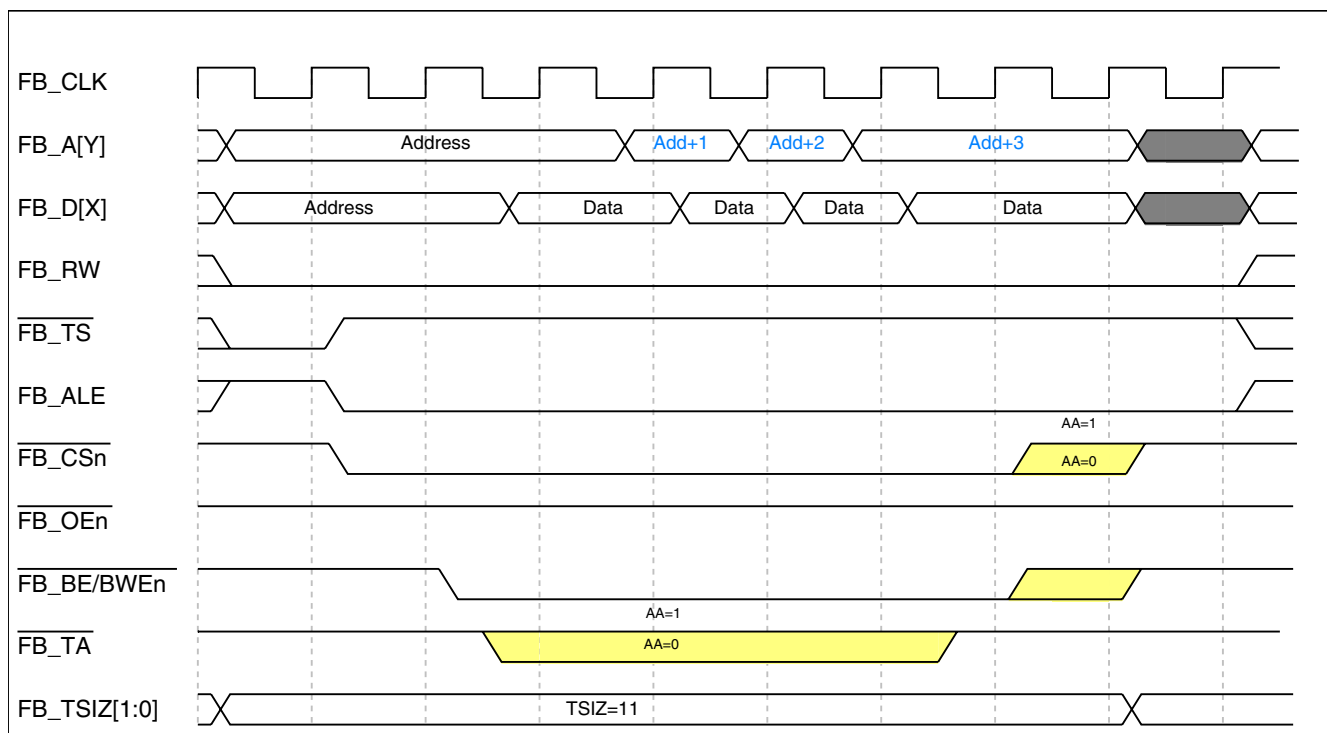 FB_CLK
FB_A[Y] Address Add+1 Add+2 Add+3
FB_D[X] Address Data Data Data Data
FB_RW
FB_TS
FB_ALE
AA=1
FB_CSn AA=0
FB_OEn
FB_BE/BWEn
AA=1
FB_TA AA=0
FB_TSIZ[1:0] TSIZ=11